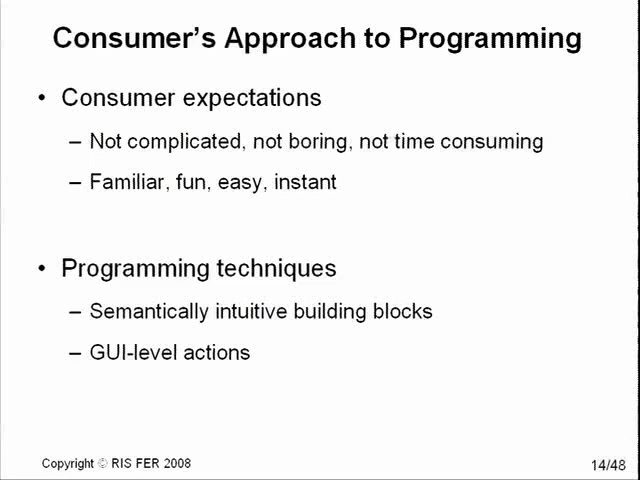 Consumer's Approach to Programming
• Consumer expectations
– Not complicated, not boring, not time consuming
– Familiar, fun, easy, instant
• Programming techniques
– Semantically intuitive building blocks
– GUI-level actions
Copyright © RIS FER 2008
14/48